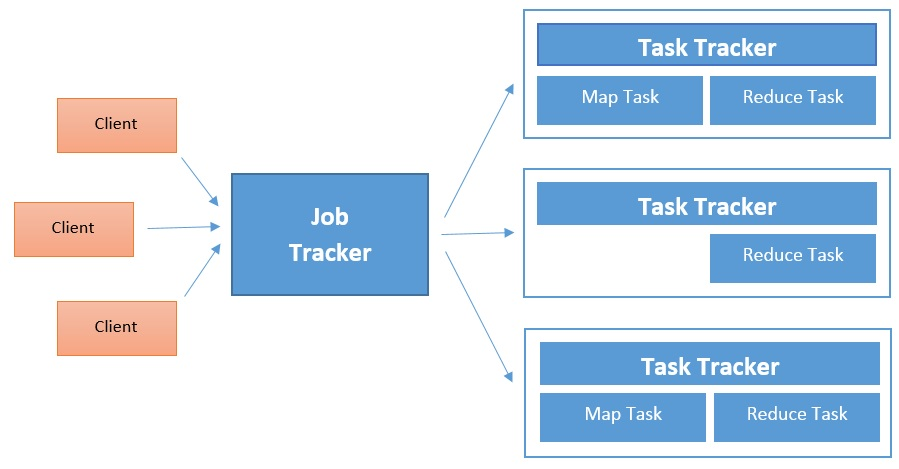 Client
Client
Client
Job
Tracker
Task Tracker
Map Task
Reduce Task
Task Tracker
Reduce Task
Task Tracker
Map Task
Reduce Task